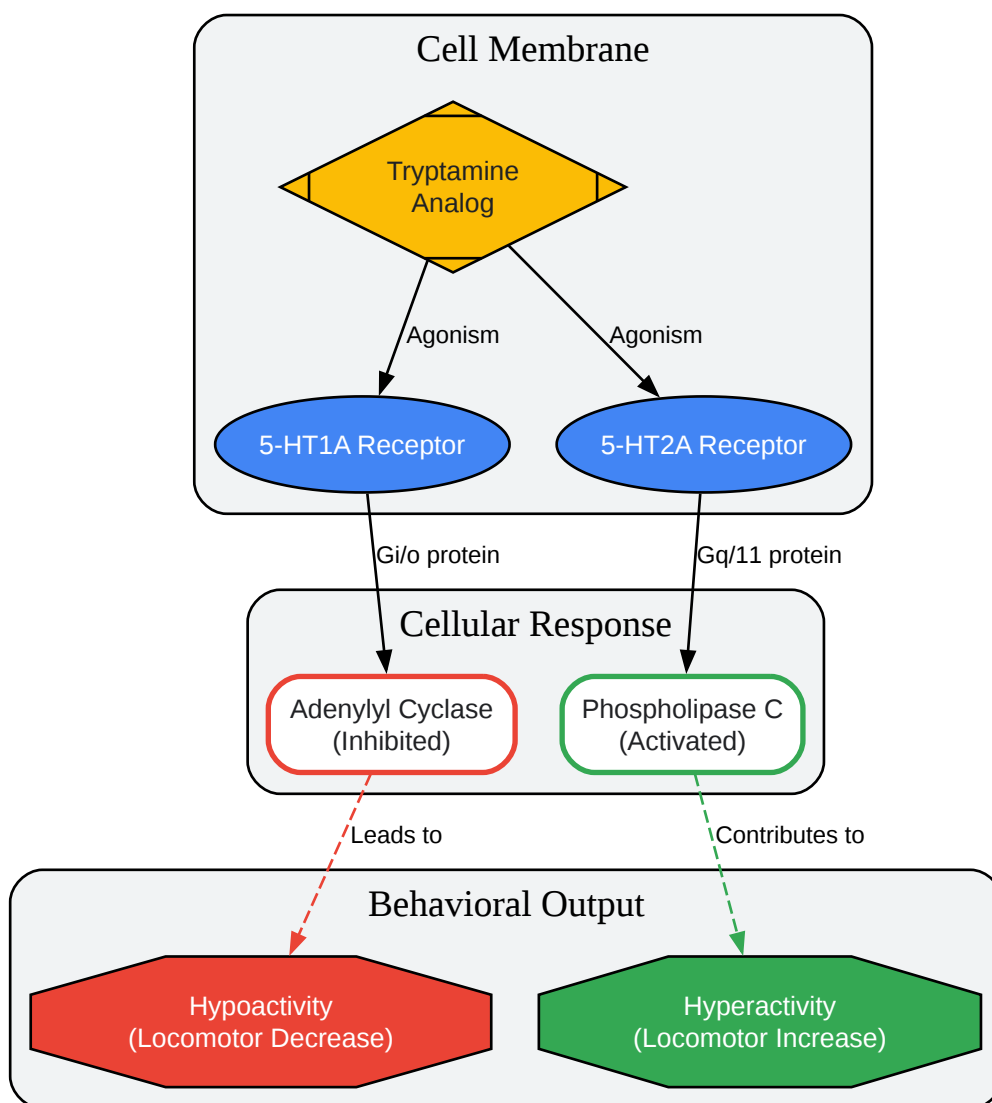 Cell Membrane
Tryptamine
Analog
Agonism
Agonism
5-HT1A Receptor
5-HT2A Receptor
Gi/o protein
Gq/11 protein
Cellular Response
Adenylyl Cyclase
(Inhibited)
Phospholipase C
(Activated)
Leads to
Contributes to
Behavioral Output
Hypoactivity
(Locomotor Decrease)
Hyperactivity
(Locomotor Increase)